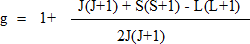 g = 1+ J(J+1) + S(S+1) - L(L+1)
2J(J+1)